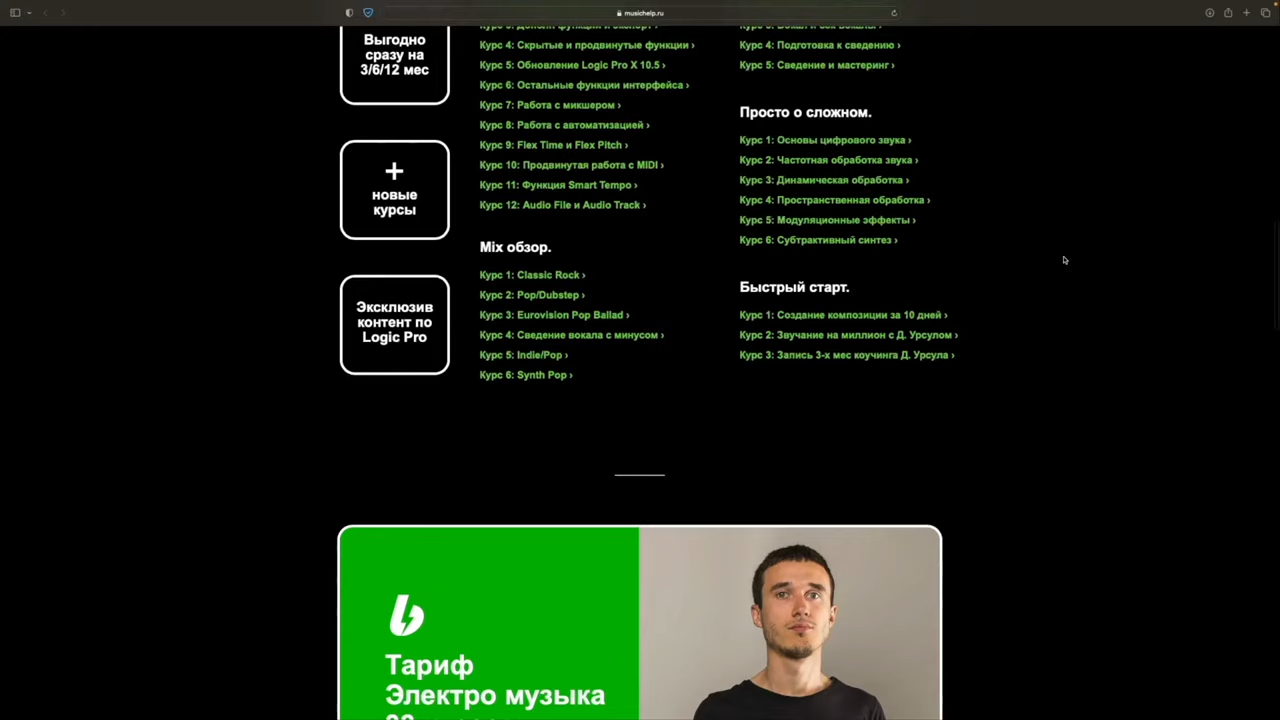 musichelp.ru
Выгодно
сразу на
3/6/12 мес
+
новые
курсы
Эксклюзив
контент по
Logic Pro
Курс 4: Скрытые и продвинутые функции ›
Курс 5: Обновление Logic Pro X 10.5 ›
Курс 6: Остальные функции интерфейса ›
Курс 7: Работа с микшером ›
Курс 8: Работа с автоматизацией ›
Курс 9: Flex Time и Flex Pitch ›
Курс 10: Продвинутая работа с MIDI ›
Курс 11: Функция Smart Tempo ›
Курс 12: Audio File и Audio Track ›
Mix обзор.
Курс 1: Classic Rock ›
Курс 2: Pop/Dubstep ›
Курс 3: Eurovision Pop Ballad ›
Курс 4: Сведение вокала с минусом ›
Курс 5: Indie/Pop ›
Курс 6: Synth Pop ›
Курс 4: Подготовка к сведению ›
Курс 5: Сведение и мастеринг ›
Просто о сложном.
Курс 1: Основы цифрового звука ›
Курс 2: Частотная обработка звука ›
Курс 3: Динамическая обработка ›
Курс 4: Пространственная обработка ›
Курс 5: Модуляционные эффекты ›
Курс 6: Субтрактивный синтез ›
Быстрый старт.
Курс 1: Создание композиции за 10 дней ›
Курс 2: Звучание на миллион с Д. Урсулом ›
Курс 3: Запись 3-х мес коучинга Д. Урсула ›
Тариф
Электро музыка